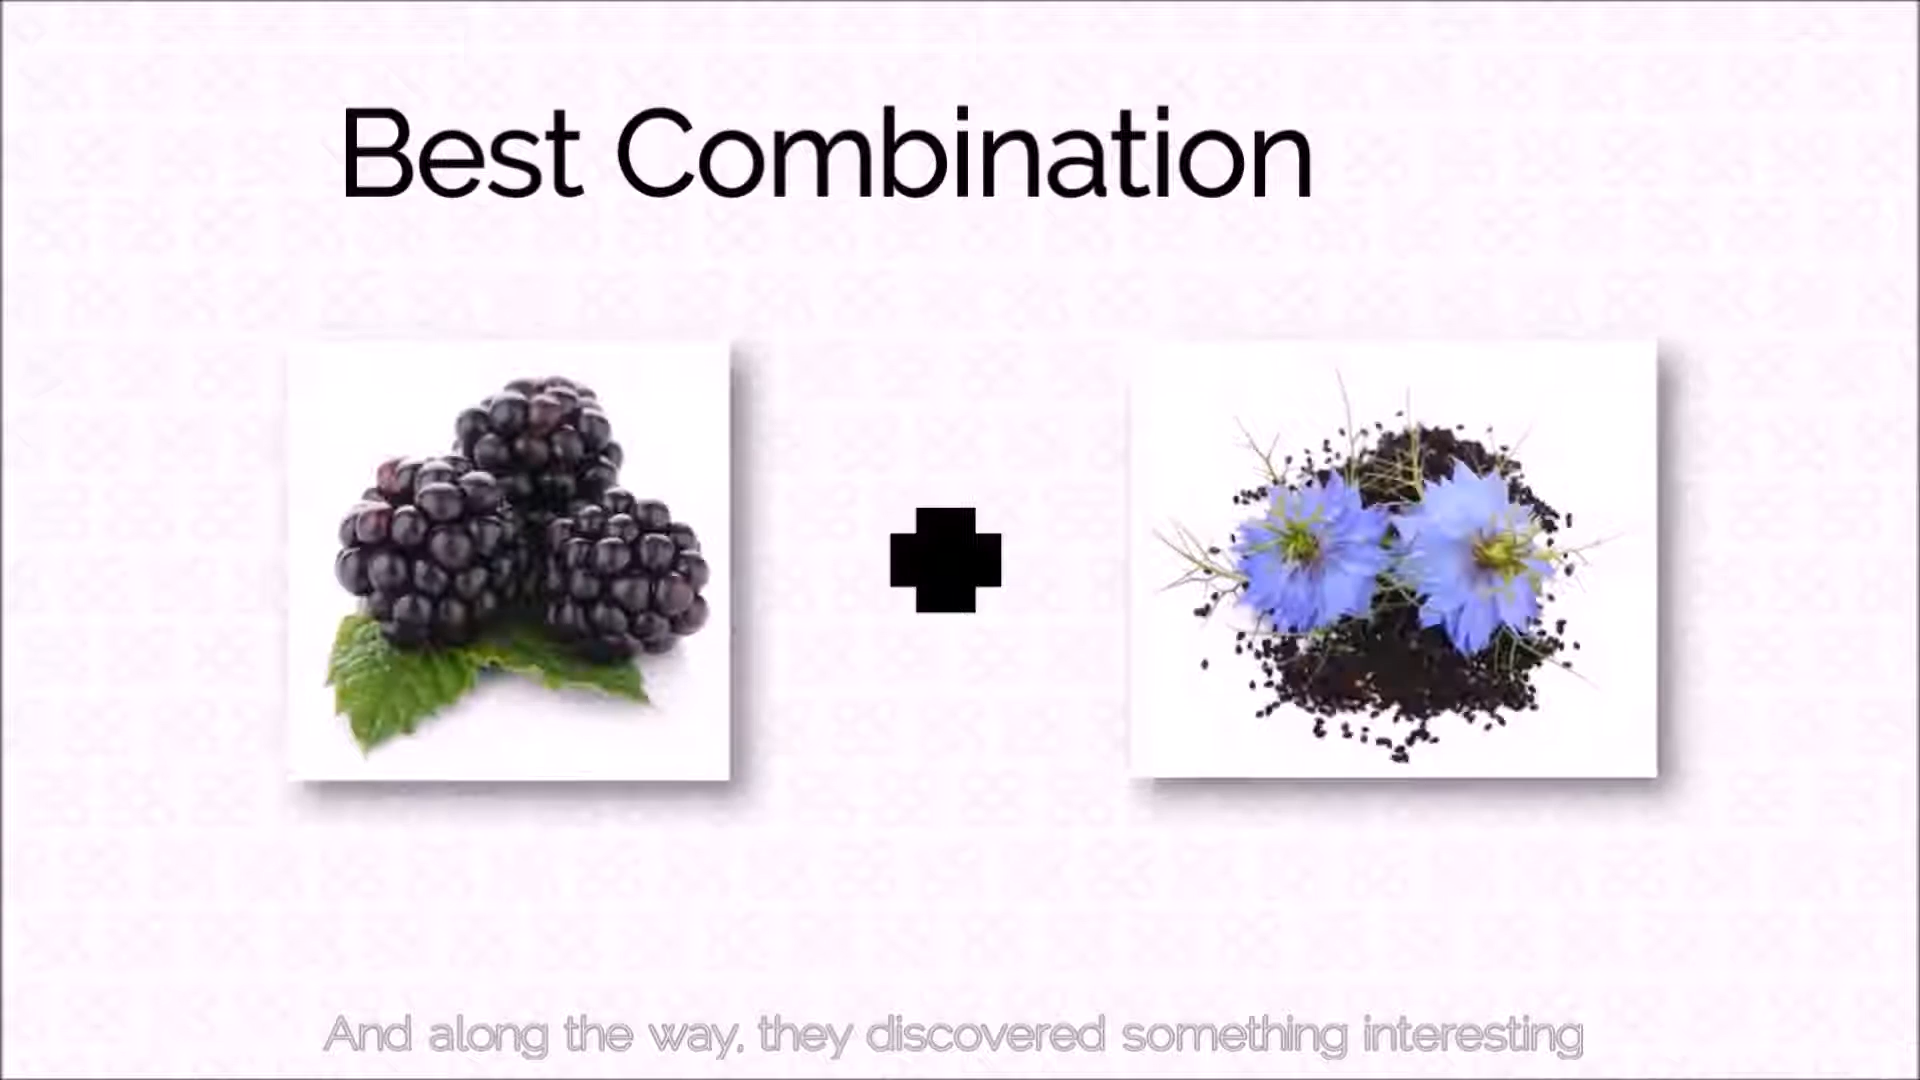 Best Combination
And along the way, they discovered something interesting